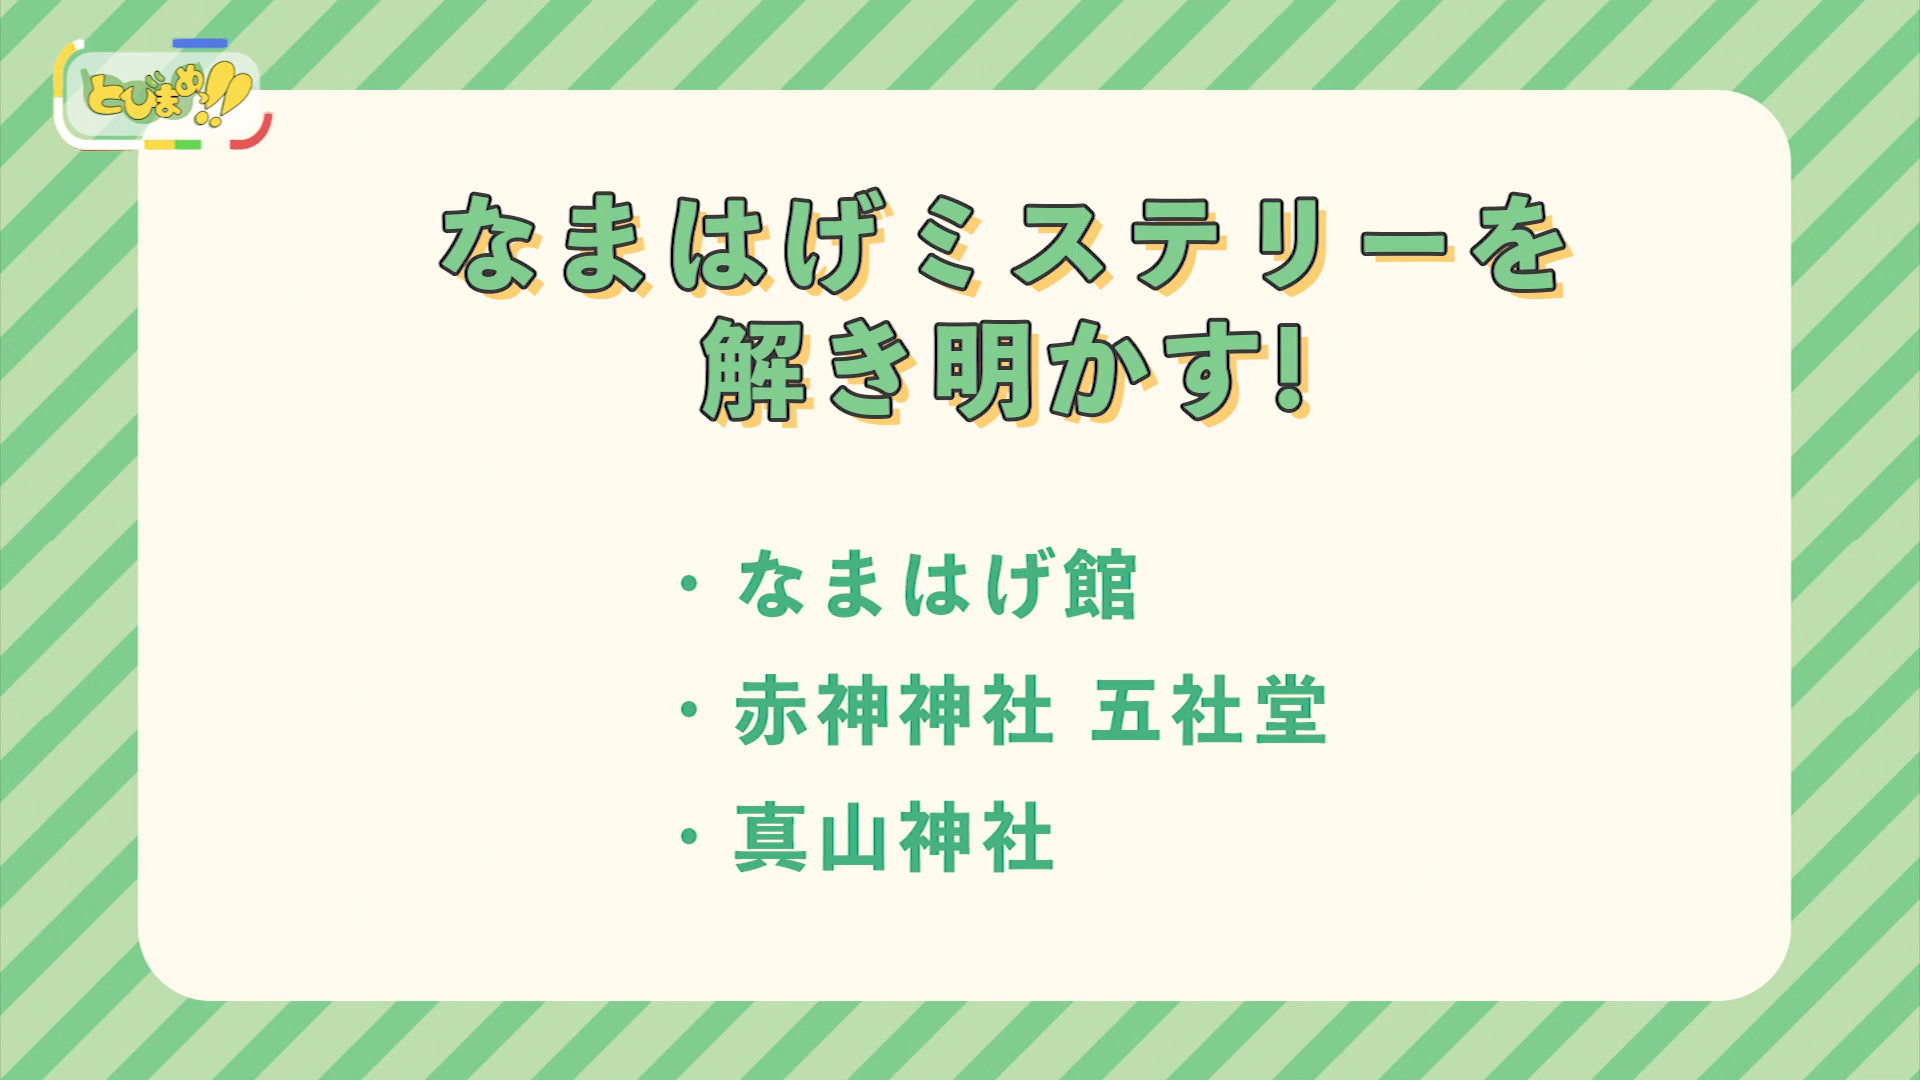 とびまめっ!!
なまはげミステリーを
解き明かす!
・なまはげ館
・赤神神社 五社堂
・真山神社